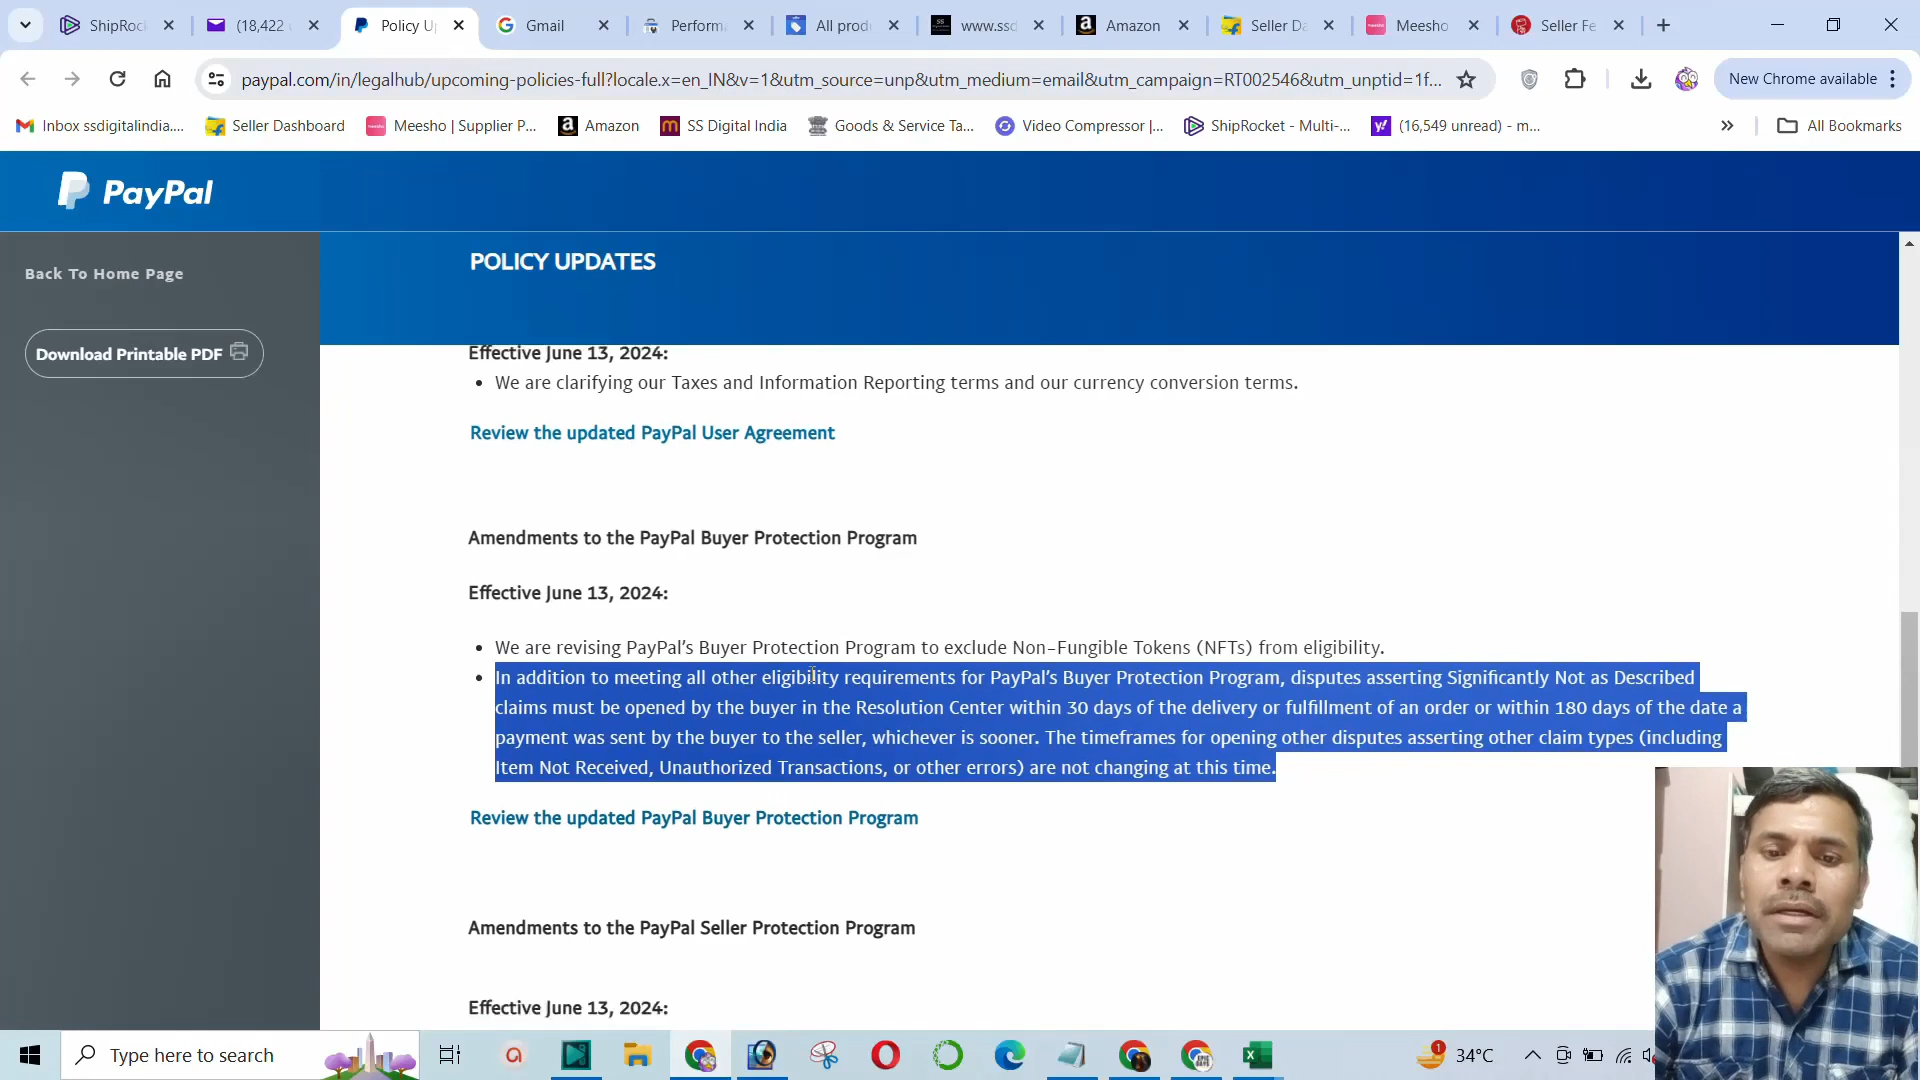 ShipRock
(18,422 u
Policy Up
Gmail
Perform
All produ
www.ssd
Amazon
Seller Da
Meesho
Seller Fe
paypal.com/in/legalhub/upcoming-policies-full?locale.x=en_IN&v=1&utm_source=unp&utm_medium=email&utm_campaign=RT002546&utm_unptid=1f...
New Chrome available
Inbox ssdigitalindia....
Seller Dashboard
Meesho | Supplier P...
Amazon
SS Digital India
Goods & Service Ta...
Video Compressor |...
ShipRocket - Multi-...
(16,549 unread) - m...
All Bookmarks
PayPal
Back To Home Page
Download Printable PDF
POLICY UPDATES
Effective June 13, 2024:
• We are clarifying our Taxes and Information Reporting terms and our currency conversion terms.
Review the updated PayPal User Agreement
Amendments to the PayPal Buyer Protection Program
Effective June 13, 2024:
• We are revising PayPal’s Buyer Protection Program to exclude Non-Fungible Tokens (NFTs) from eligibility.
• In addition to meeting all other eligibility requirements for PayPal’s Buyer Protection Program, disputes asserting Significantly Not as Described
claims must be opened by the buyer in the Resolution Center within 30 days of the delivery or fulfillment of an order or within 180 days of the date a
payment was sent by the buyer to the seller, whichever is sooner. The timeframes for opening other disputes asserting other claim types (including
Item Not Received, Unauthorized Transactions, or other errors) are not changing at this time.
Review the updated PayPal Buyer Protection Program
Amendments to the PayPal Seller Protection Program
Effective June 13, 2024:
Type here to search
1
34°C